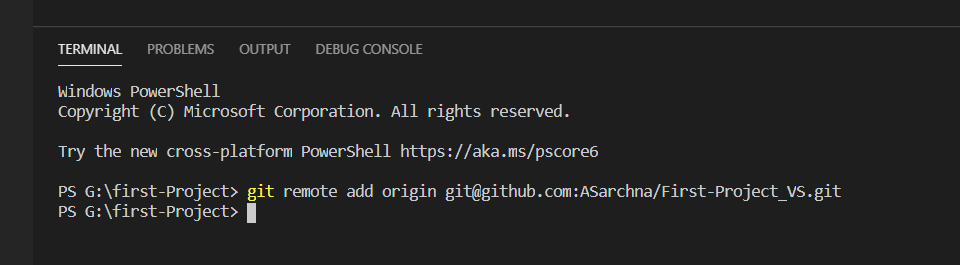 TERMINAL PROBLEMS OUTPUT DEBUG CONSOLE
Windows PowerShell
Copyright (C) Microsoft Corporation. All rights reserved.
Try the new cross-platform PowerShell https://aka.ms/pscore6
PS G:\first-Project> git remote add origin git@github.com:ASarchna/First-Project_VS.git
PS G:\first-Project>